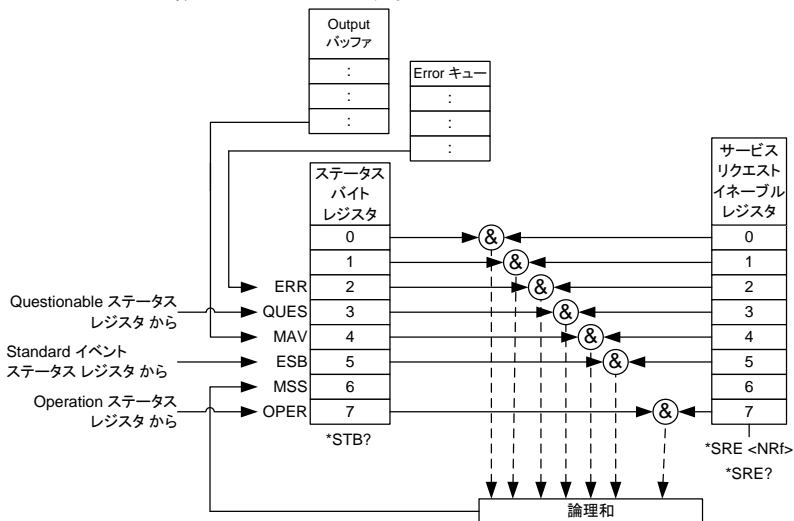 Output
バッファ
:
:
:
Error キュー
:
:
:
ステータス
バイト
レジスタ
サービス
リクエスト
イネーブル
レジスタ
0 & 0
1 & 1
ERR 2 & 2
Questionable ステータス
レジスタ から
QUES 3 & 3
MAV 4 & 4
Standard イベント
ステータス レジスタ から
ESB 5 & 5
MSS 6 6
Operation ステータス
レジスタ から
OPER 7 & 7
*STB?
*SRE <NRf>
*SRE?
論理和